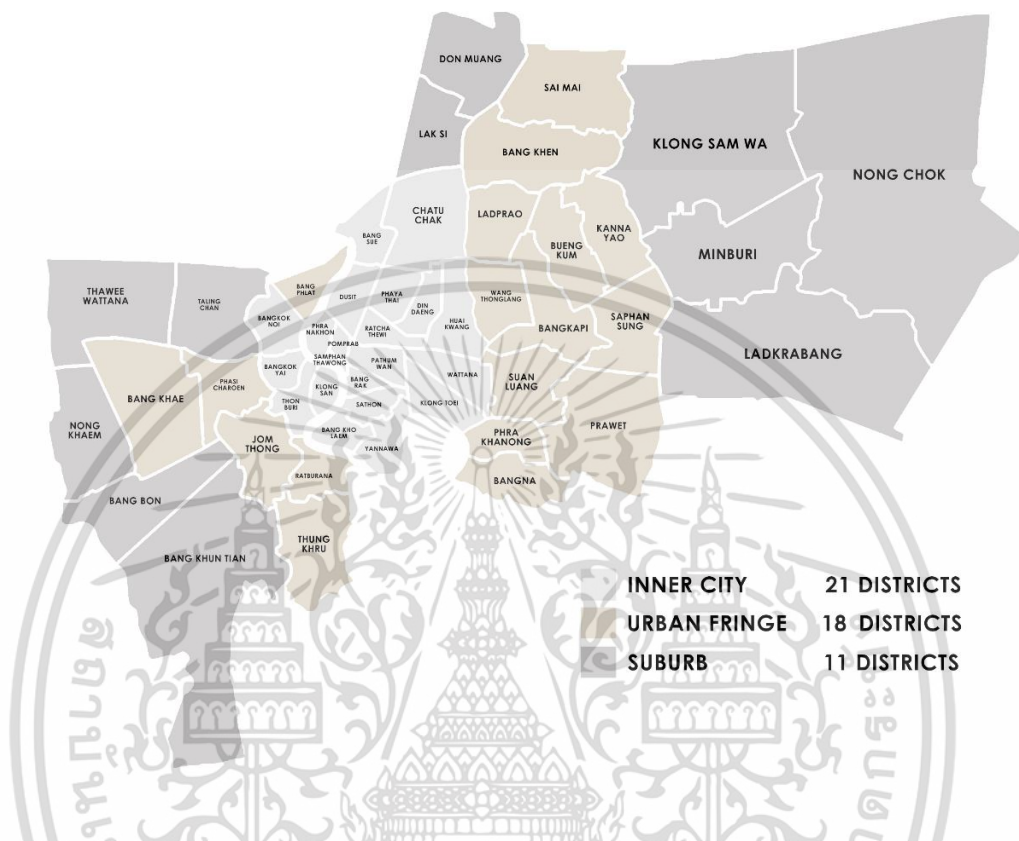 DON MUANG
SAI MAI
LAK SI
BANG KHEN
KLONG SAM WA
NONG CHOK
CHATU
CHAK
LADPRAO
KANNA
YAO
BANG
SUE
BUENG
KUM
MINBURI
THAWEE
WATTANA
TALING
CHAN
BANG
PHLAT
DUSIT
PHAYA
THAI
DIN
DAENG
WANG
THONGLANG
BANGKOK
NOI
PHRA
NAKHON
RATCHA
THEWI
HUAI
KWANG
BANGKAPI
SAPHAN
SUNG
POMPRAB
LADKRABANG
SAMPHAN
THAWONG
PATHUM
WAN
BANGKOK
YAI
WATTANA
SUAN
LUANG
PHASI
CHAROEN
BANG KHAE
KLONG
SAN
BANG
RAK
THON
BURI
SATHON
KLONG TOEI
NONG
KHAEM
BANG KHO
LAEM
PHRA
KHANONG
PRAWET
JOM
THONG
YANNAWA
RATBURANA
BANGNA
BANG BON
THUNG
KHRU
BANG KHUN TIAN
INNER CITY 21 DISTRICTS
URBAN FRINGE 18 DISTRICTS
SUBURB 11 DISTRICTS